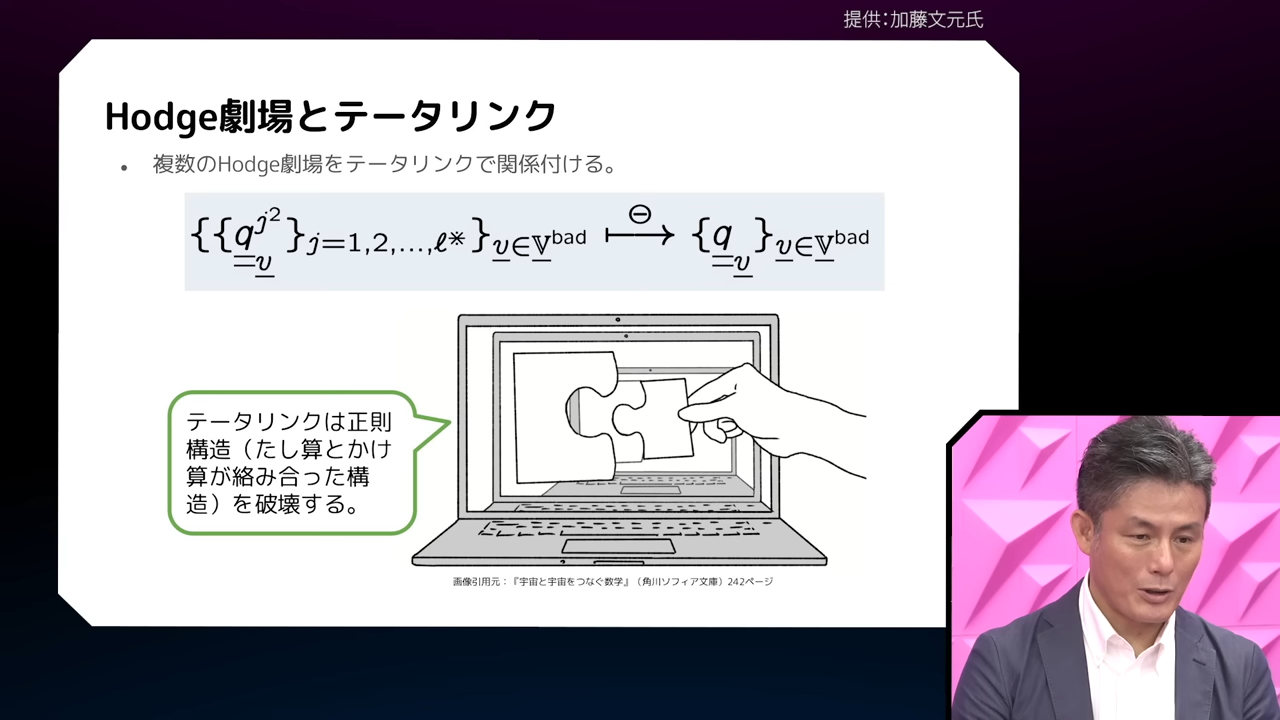 提供：加藤文元氏
Hodge劇場とテータリンク
• 複数のHodge劇場をテータリンクで関係付ける。
{{q_v^{j²}}_{j=1,2,…,ℓ※}}_{v∈𝕍^bad} ⊖⟼ {q_v}_{v∈𝕍^bad}
テータリンクは正則
構造（たし算とかけ
算が絡み合った構
造）を破壊する。
画像引用元：『宇宙と宇宙をつなぐ数学』（角川ソフィア文庫）242ページ